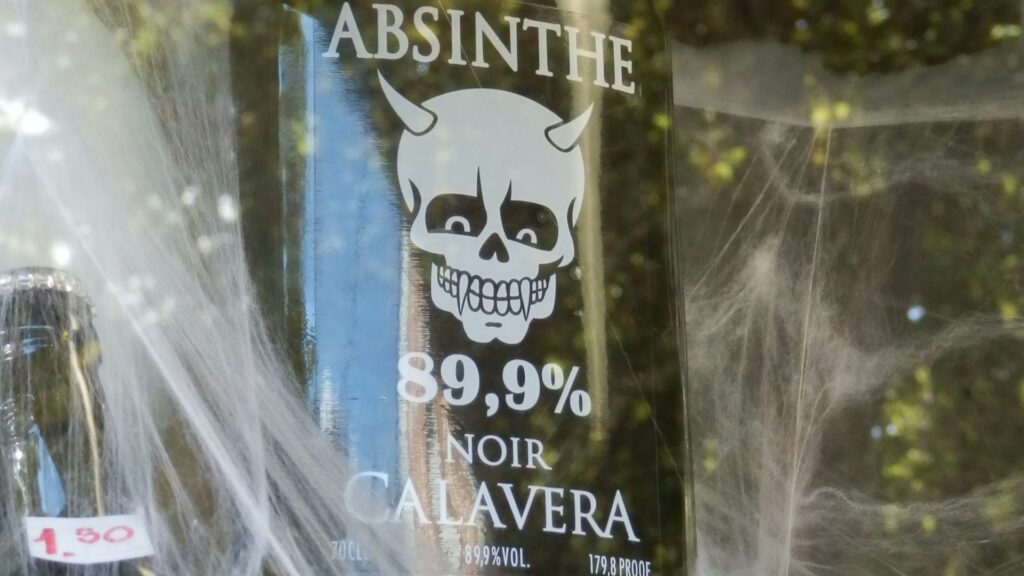 ABSINTHE
89,9%
NOIR
CALAVERA
70CL. 89,9%VOL. 179,8 PROOF
1.50